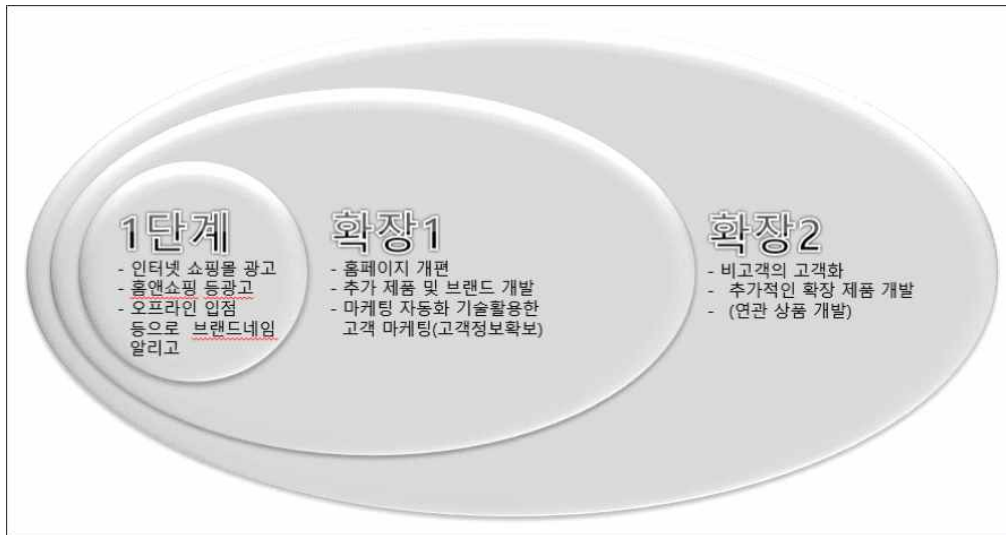 1단계
- 인터넷 쇼핑몰 광고
- 홈앤쇼핑 등광고
- 오프라인 입점
등으로 브랜드네임
알리고
확장1
- 홈페이지 개편
- 추가 제품 및 브랜드 개발
- 마케팅 자동화 기술활용한
고객 마케팅(고객정보확보)
확장2
- 비고객의 고객화
- 추가적인 확장 제품 개발
- (연관 상품 개발)